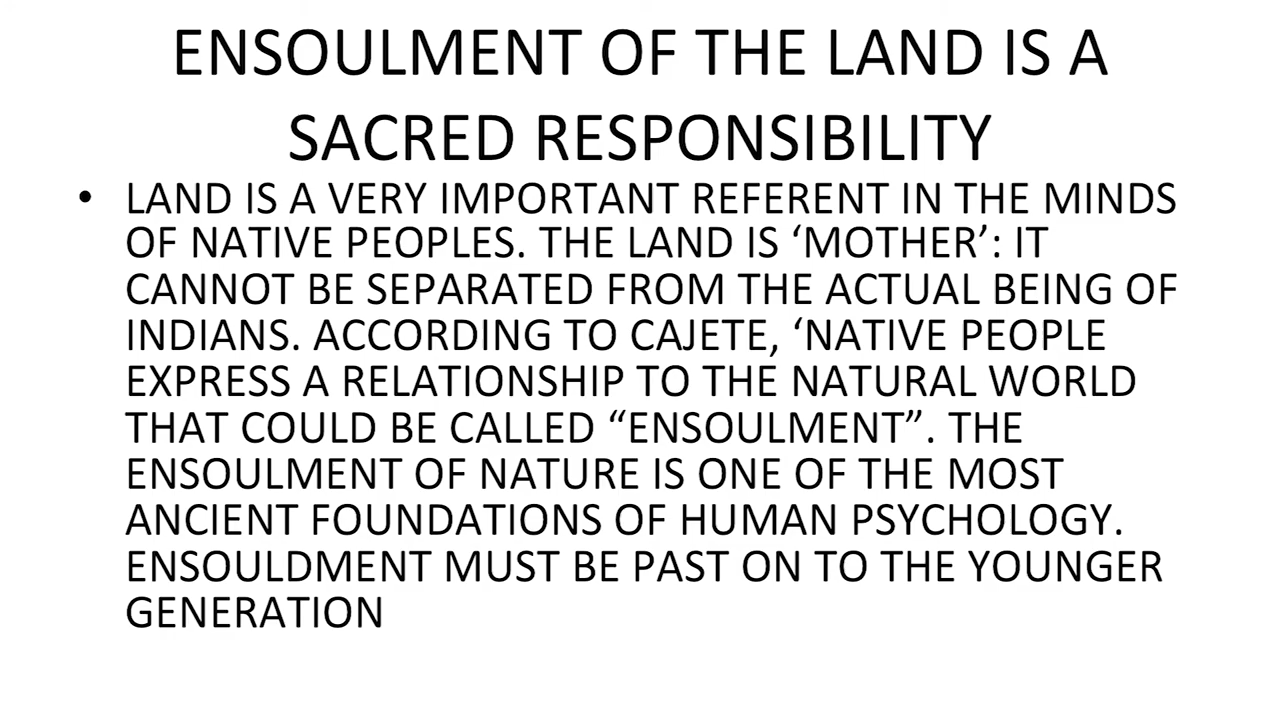 ENSOULMENT OF THE LAND IS A
SACRED RESPONSIBILITY
• LAND IS A VERY IMPORTANT REFERENT IN THE MINDS
OF NATIVE PEOPLES. THE LAND IS ‘MOTHER’: IT
CANNOT BE SEPARATED FROM THE ACTUAL BEING OF
INDIANS. ACCORDING TO CAJETE, ‘NATIVE PEOPLE
EXPRESS A RELATIONSHIP TO THE NATURAL WORLD
THAT COULD BE CALLED “ENSOULMENT”. THE
ENSOULMENT OF NATURE IS ONE OF THE MOST
ANCIENT FOUNDATIONS OF HUMAN PSYCHOLOGY.
ENSOULDMENT MUST BE PAST ON TO THE YOUNGER
GENERATION